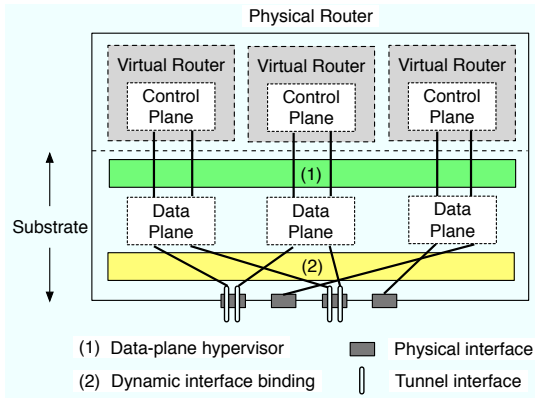 Physical Router
Virtual Router
Virtual Router
Virtual Router
Control
Plane
Control
Plane
Control
Plane
(1)
Substrate
Data
Plane
Data
Plane
Data
Plane
(2)
(1) Data-plane hypervisor
Physical interface
(2) Dynamic interface binding
Tunnel interface